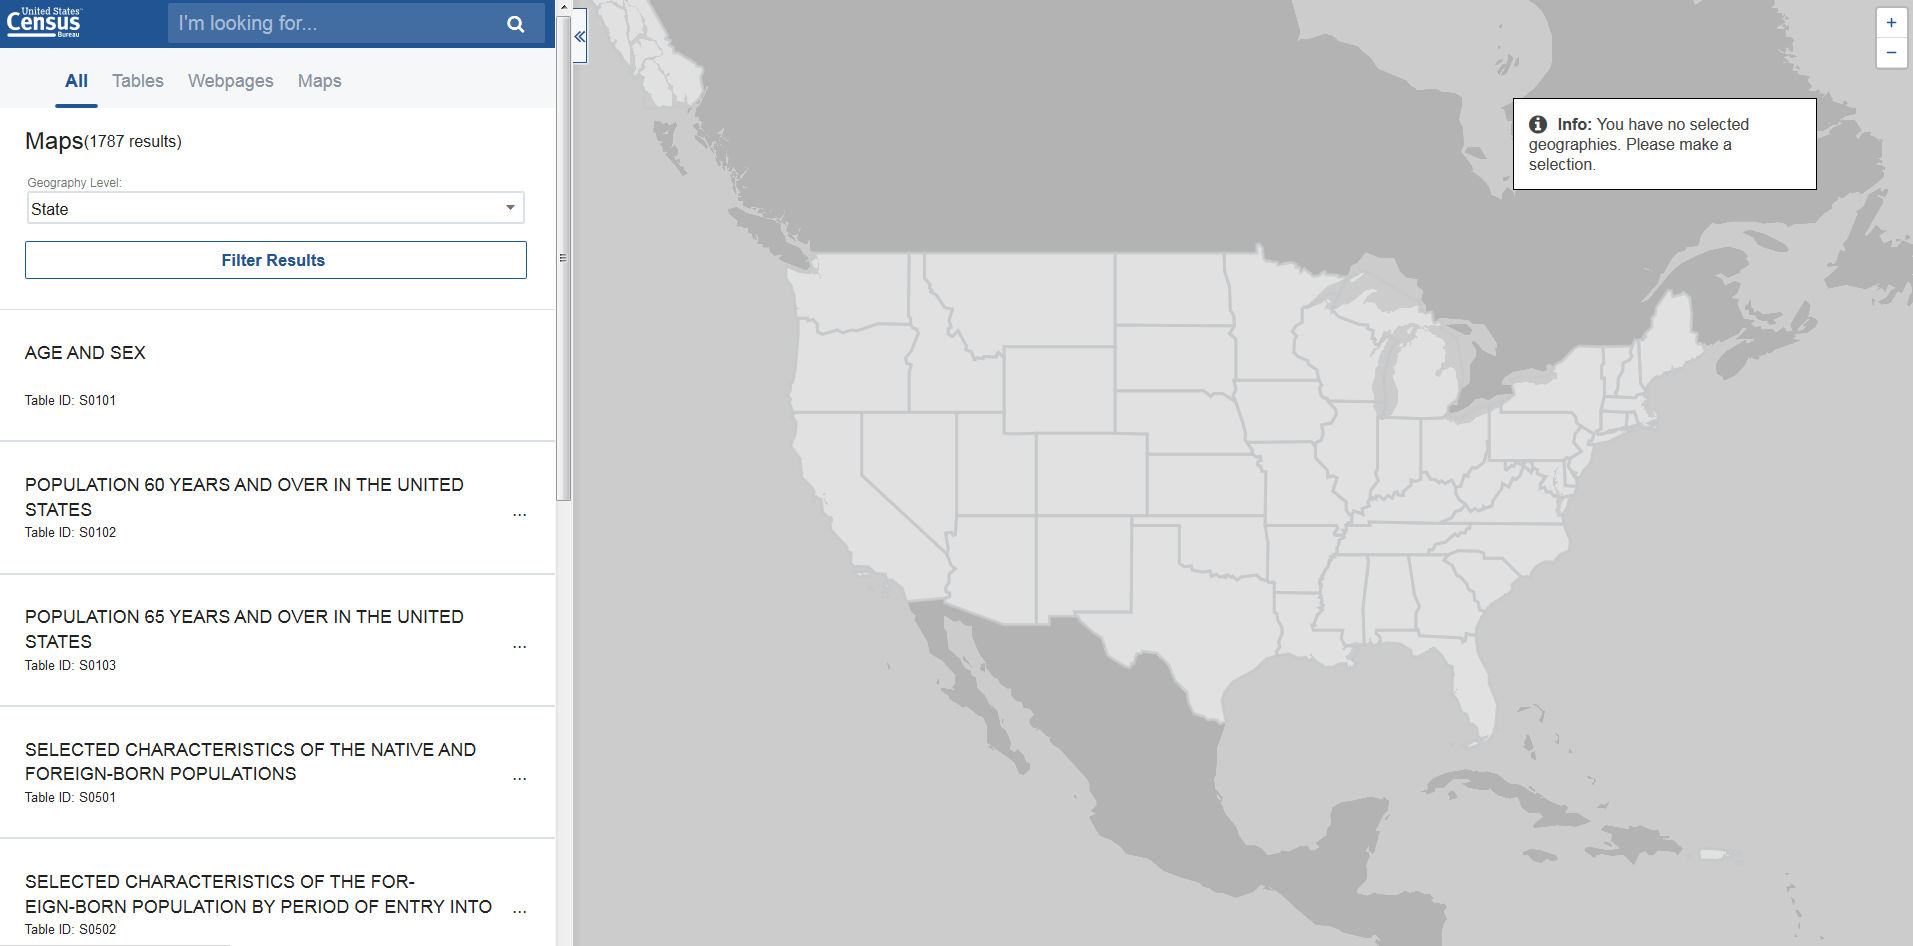 United States™
Census
Bureau
I'm looking for...
All Tables Webpages Maps
Maps(1787 results)
Geography Level:
State
Filter Results
AGE AND SEX
Table ID: S0101
POPULATION 60 YEARS AND OVER IN THE UNITED
STATES
...
Table ID: S0102
POPULATION 65 YEARS AND OVER IN THE UNITED
STATES
...
Table ID: S0103
SELECTED CHARACTERISTICS OF THE NATIVE AND
FOREIGN-BORN POPULATIONS
...
Table ID: S0501
SELECTED CHARACTERISTICS OF THE FOR-
EIGN-BORN POPULATION BY PERIOD OF ENTRY INTO
...
Table ID: S0502
«
+
−
Info: You have no selected
geographies. Please make a
selection.